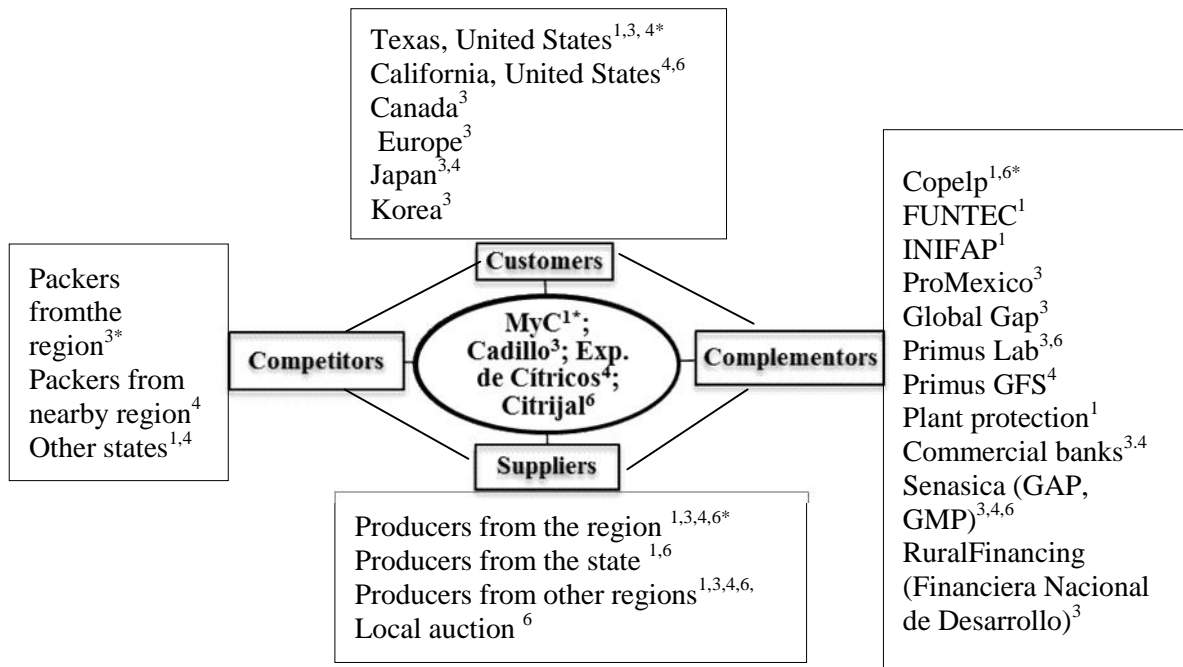 Texas, United States1,3, 4*
California, United States4,6
Canada3
Europe3
Japan3,4
Korea3
Customers
Packers
fromthe
region3*
Packers from
nearby region4
Other states1,4
Competitors
MyC1*;
Cadillo3; Exp.
de Cítricos4;
Citrijal6
Complementors
Copelp1,6*
FUNTEC1
INIFAP1
ProMexico3
Global Gap3
Primus Lab3,6
Primus GFS4
Plant protection1
Commercial banks3.4
Senasica (GAP,
GMP)3,4,6
RuralFinancing
(Financiera Nacional
de Desarrollo)3
Suppliers
Producers from the region 1,3,4,6*
Producers from the state 1,6
Producers from other regions1,3,4,6,
Local auction 6